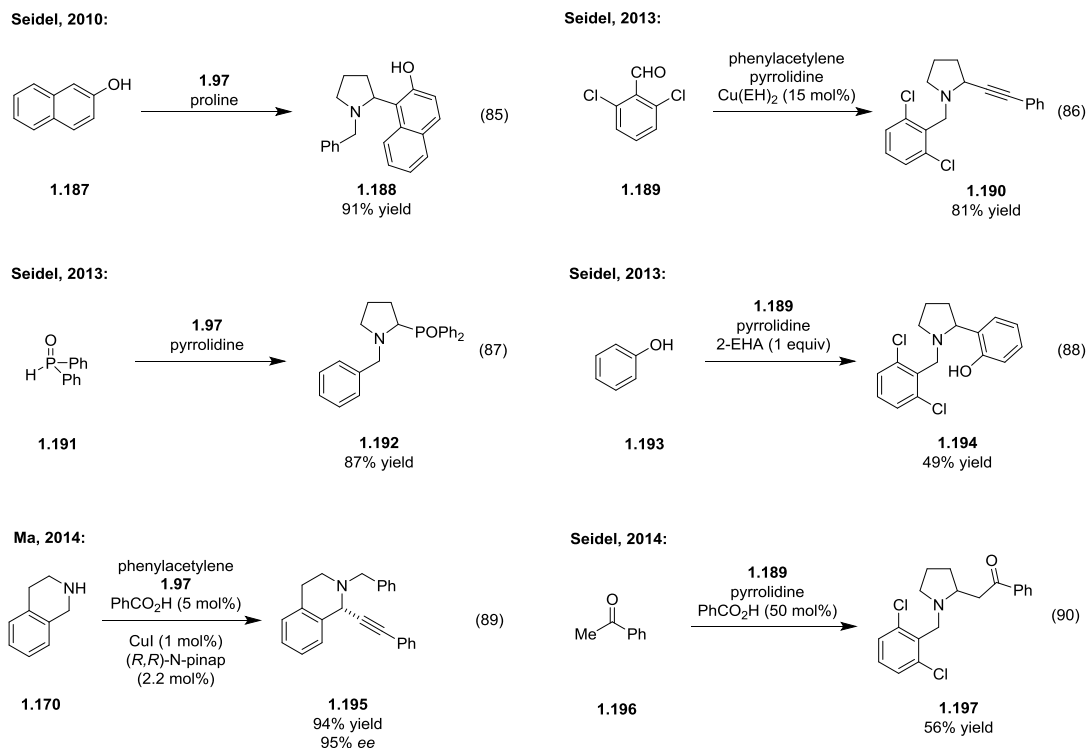 Seidel, 2010:
OH
1.97
proline
HO
N
Ph
(85)
1.187
1.188
91% yield
Seidel, 2013:
CHO
Cl
Cl
phenylacetylene
pyrrolidine
Cu(EH)2 (15 mol%)
Cl
N
Ph
Cl
(86)
1.189
1.190
81% yield
Seidel, 2013:
O
H
P
Ph
Ph
1.97
pyrrolidine
N
POPh2
(87)
1.191
1.192
87% yield
Seidel, 2013:
OH
1.189
pyrrolidine
2-EHA (1 equiv)
Cl
N
HO
Cl
(88)
1.193
1.194
49% yield
Ma, 2014:
NH
phenylacetylene
1.97
PhCO2H (5 mol%)
CuI (1 mol%)
(R,R)-N-pinap
(2.2 mol%)
N
Ph
Ph
(89)
1.170
1.195
94% yield
95% ee
Seidel, 2014:
O
Me
Ph
1.189
pyrrolidine
PhCO2H (50 mol%)
O
N
Ph
Cl
Cl
(90)
1.196
1.197
56% yield